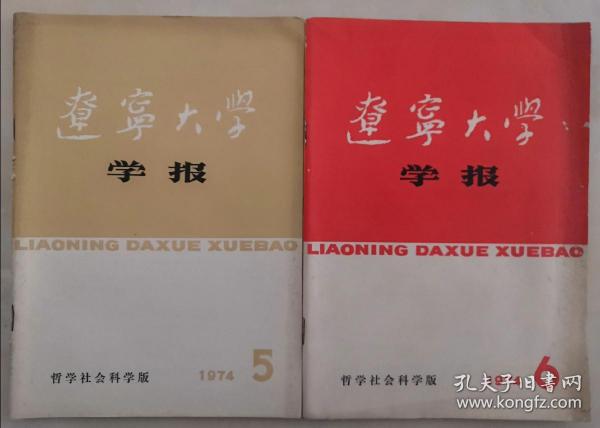 遼寧大学
学报
LIAONING DAXUE XUEBAO
哲学社会科学版
1974 5
遼寧大学
学报
LIAONING DAXUE XUEBAO
哲学社会科学版
6
孔夫子旧书网
www.kongfz.com